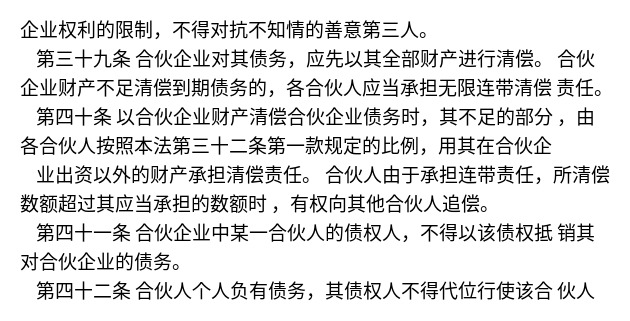 企业权利的限制，不得对抗不知情的善意第三人。
第三十九条 合伙企业对其债务，应先以其全部财产进行清偿。 合伙
企业财产不足清偿到期债务的，各合伙人应当承担无限连带清偿 责任。
第四十条 以合伙企业财产清偿合伙企业债务时，其不足的部分 ，由
各合伙人按照本法第三十二条第一款规定的比例，用其在合伙企
业出资以外的财产承担清偿责任。 合伙人由于承担连带责任，所清偿
数额超过其应当承担的数额时 ，有权向其他合伙人追偿。
第四十一条 合伙企业中某一合伙人的债权人，不得以该债权抵 销其
对合伙企业的债务。
第四十二条 合伙人个人负有债务，其债权人不得代位行使该合 伙人